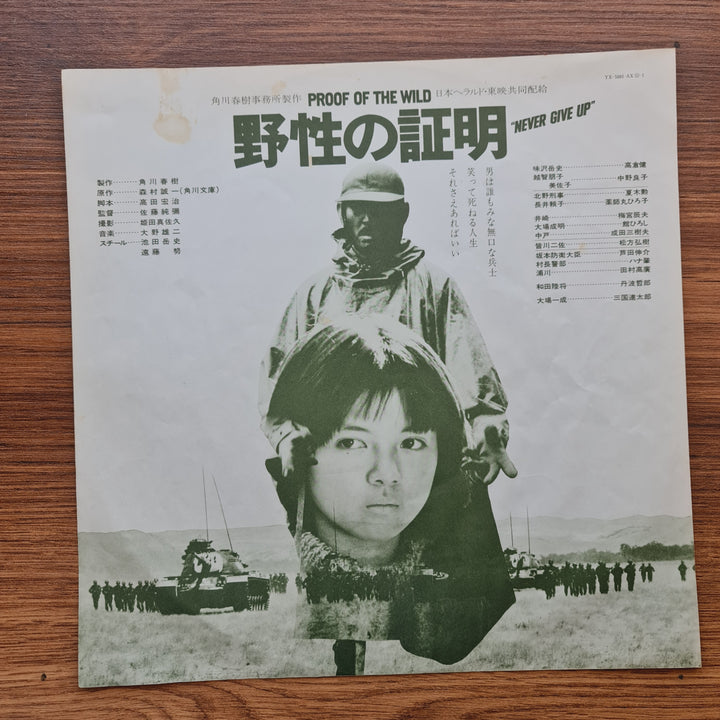 YX-5001-AX Ⓓ-1
角川春樹事務所製作 PROOF OF THE WILD 日本ヘラルド・東映共同配給
野性の証明 "NEVER GIVE UP"
製作 角川春樹
原作 森村誠一(角川文庫)
脚本 高田宏治
監督 佐藤純彌
撮影 姫田真佐久
音楽 大野雄二
スチール 池田岳史
遠藤 努
男は誰もみな無口な兵士
笑って死ねる人生
それさえあればいい
味沢岳史 高倉健
越智朋子 中野良子
美佐子
北野刑事 夏木勲
長井頼子 薬師丸ひろ子
井崎 梅宮辰夫
大場成明 舘ひろし
中戸 成田三樹夫
皆川二佐 松方弘樹
坂本防衛大臣 芦田伸介
村長警部 ハナ肇
浦川 田村高廣
和田陸将 丹波哲郎
大場一成 三国連太郎